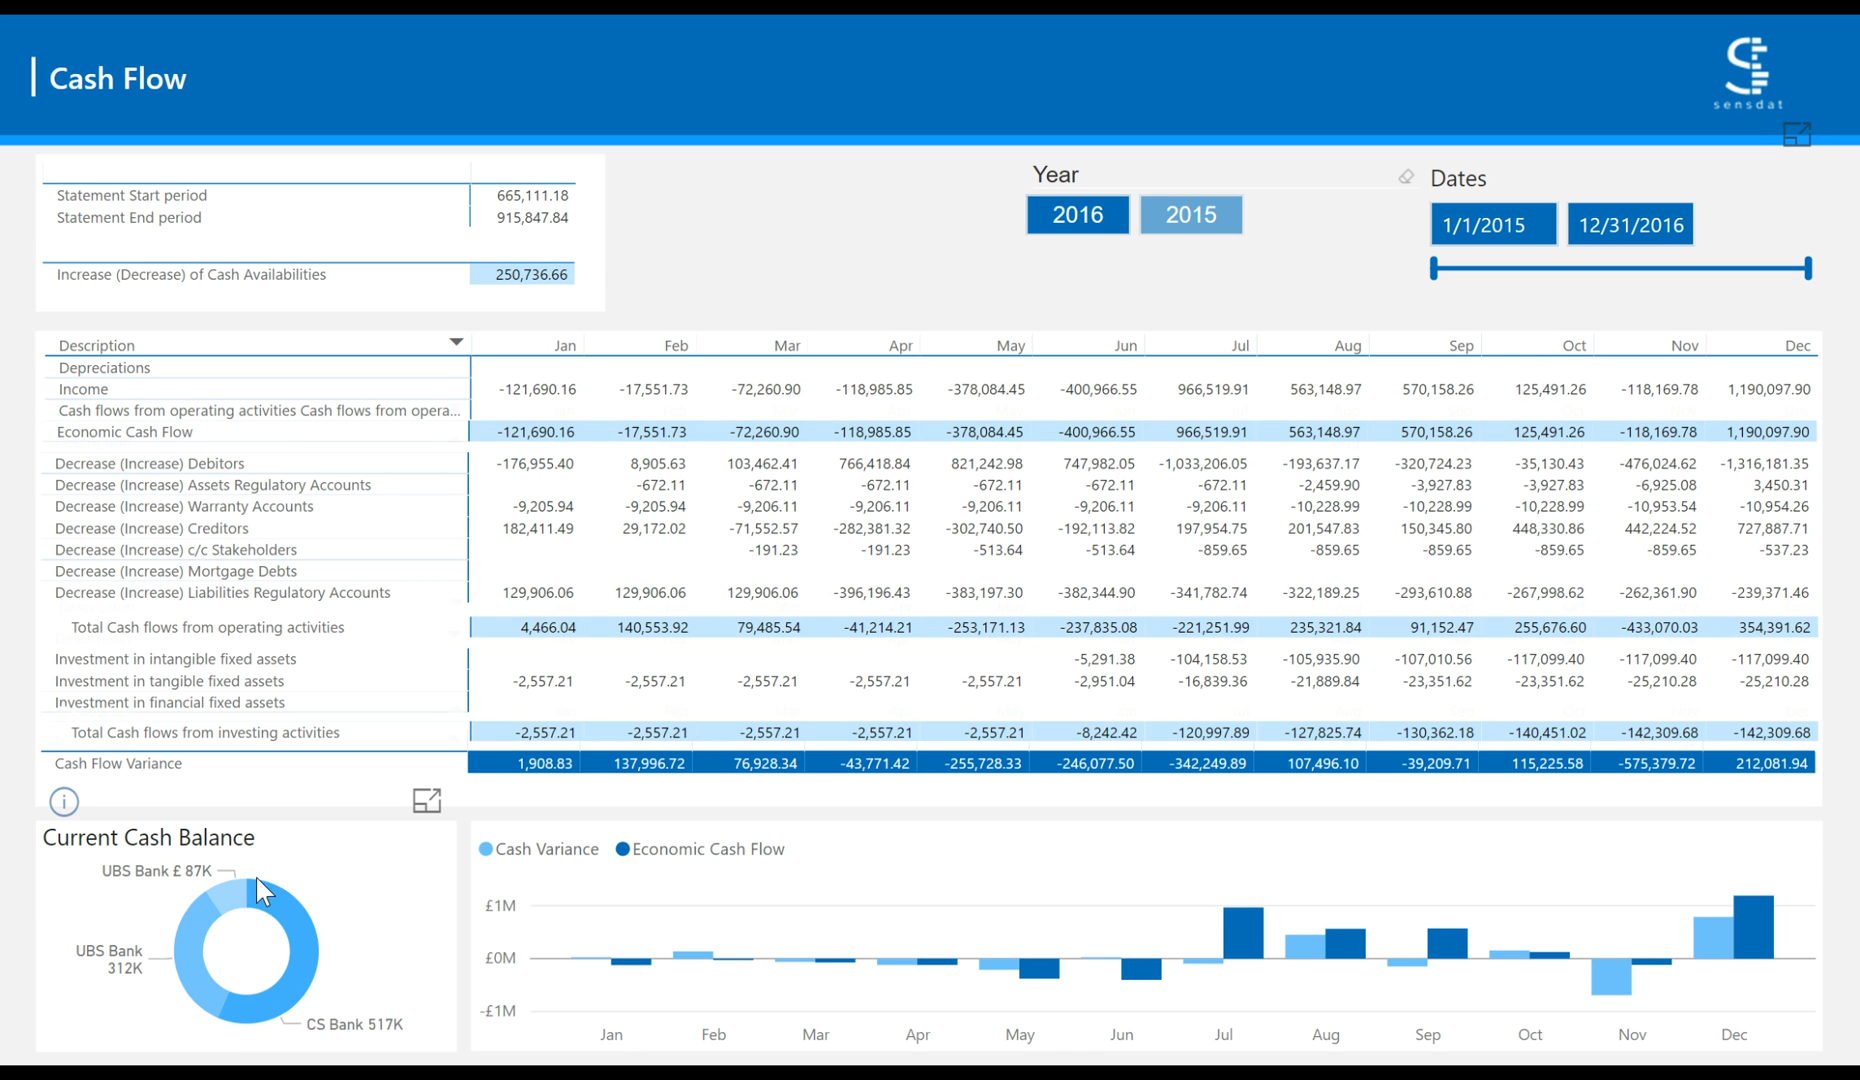 Cash Flow
sensdat
Statement Start period 665,111.18
Statement End period 915,847.84
Increase (Decrease) of Cash Availabilities 250,736.66
Year
2016 2015
Dates
1/1/2015 12/31/2016
Description Jan Feb Mar Apr May Jun Jul Aug Sep Oct Nov Dec
Depreciations
Income -121,690.16 -17,551.73 -72,260.90 -118,985.85 -378,084.45 -400,966.55 966,519.91 563,148.97 570,158.26 125,491.26 -118,169.78 1,190,097.90
Cash flows from operating activities Cash flows from opera...
Economic Cash Flow -121,690.16 -17,551.73 -72,260.90 -118,985.85 -378,084.45 -400,966.55 966,519.91 563,148.97 570,158.26 125,491.26 -118,169.78 1,190,097.90
Decrease (Increase) Debitors -176,955.40 8,905.63 103,462.41 766,418.84 821,242.98 747,982.05 -1,033,206.05 -193,637.17 -320,724.23 -35,130.43 -476,024.62 -1,316,181.35
Decrease (Increase) Assets Regulatory Accounts -672.11 -672.11 -672.11 -672.11 -672.11 -672.11 -2,459.90 -3,927.83 -3,927.83 -6,925.08 3,450.31
Decrease (Increase) Warranty Accounts -9,205.94 -9,205.94 -9,206.11 -9,206.11 -9,206.11 -9,206.11 -9,206.11 -10,228.99 -10,228.99 -10,228.99 -10,953.54 -10,954.26
Decrease (Increase) Creditors 182,411.49 29,172.02 -71,552.57 -282,381.32 -302,740.50 -192,113.82 197,954.75 201,547.83 150,345.80 448,330.86 442,224.52 727,887.71
Decrease (Increase) c/c Stakeholders -191.23 -191.23 -513.64 -513.64 -859.65 -859.65 -859.65 -859.65 -859.65 -537.23
Decrease (Increase) Mortgage Debts
Decrease (Increase) Liabilities Regulatory Accounts 129,906.06 129,906.06 129,906.06 -396,196.43 -383,197.30 -382,344.90 -341,782.74 -322,189.25 -293,610.88 -267,998.62 -262,361.90 -239,371.46
Total Cash flows from operating activities 4,466.04 140,553.92 79,485.54 -41,214.21 -253,171.13 -237,835.08 -221,251.99 235,321.84 91,152.47 255,676.60 -433,070.03 354,391.62
Investment in intangible fixed assets -5,291.38 -104,158.53 -105,935.90 -107,010.56 -117,099.40 -117,099.40 -117,099.40
Investment in tangible fixed assets -2,557.21 -2,557.21 -2,557.21 -2,557.21 -2,557.21 -2,951.04 -16,839.36 -21,889.84 -23,351.62 -23,351.62 -25,210.28 -25,210.28
Investment in financial fixed assets
Total Cash flows from investing activities -2,557.21 -2,557.21 -2,557.21 -2,557.21 -2,557.21 -8,242.42 -120,997.89 -127,825.74 -130,362.18 -140,451.02 -142,309.68 -142,309.68
Cash Flow Variance 1,908.83 137,996.72 76,928.34 -43,771.42 -255,728.33 -246,077.50 -342,249.89 107,496.10 -39,209.71 115,225.58 -575,379.72 212,081.94
Current Cash Balance
UBS Bank £ 87K
UBS Bank
312K
CS Bank 517K
Cash Variance Economic Cash Flow
£1M
£0M
-£1M
Jan Feb Mar Apr May Jun Jul Aug Sep Oct Nov Dec